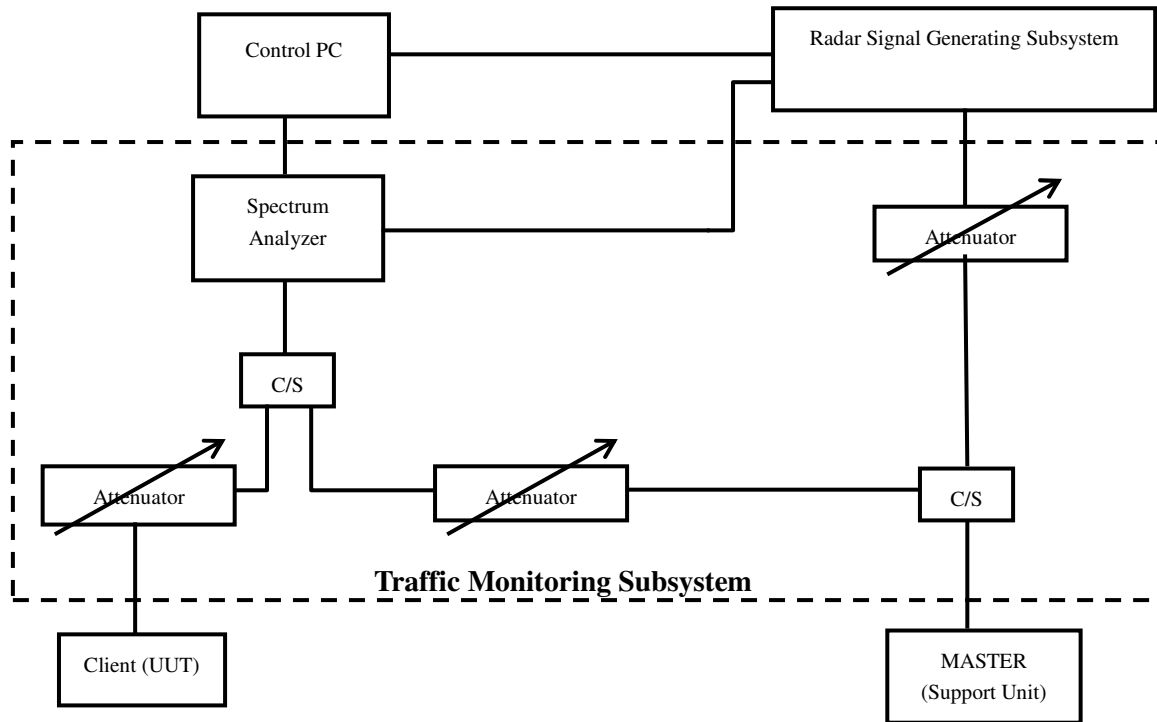 Control PC
Radar Signal Generating Subsystem
Spectrum
Analyzer
Attenuator
C/S
Attenuator
Attenuator
C/S
Traffic Monitoring Subsystem
Client (UUT)
MASTER
(Support Unit)